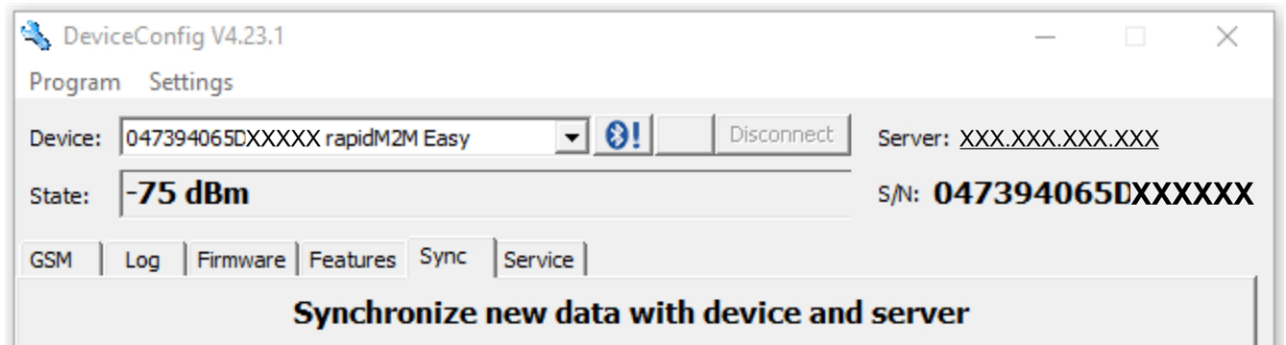 DeviceConfig V4.23.1
Program Settings
Device: 047394065DXXXXX rapidM2M Easy ! Disconnect Server: XXX.XXX.XXX.XXX
State: -75 dBm S/N: 047394065DXXXXXX
GSM Log Firmware Features Sync Service
Synchronize new data with device and server